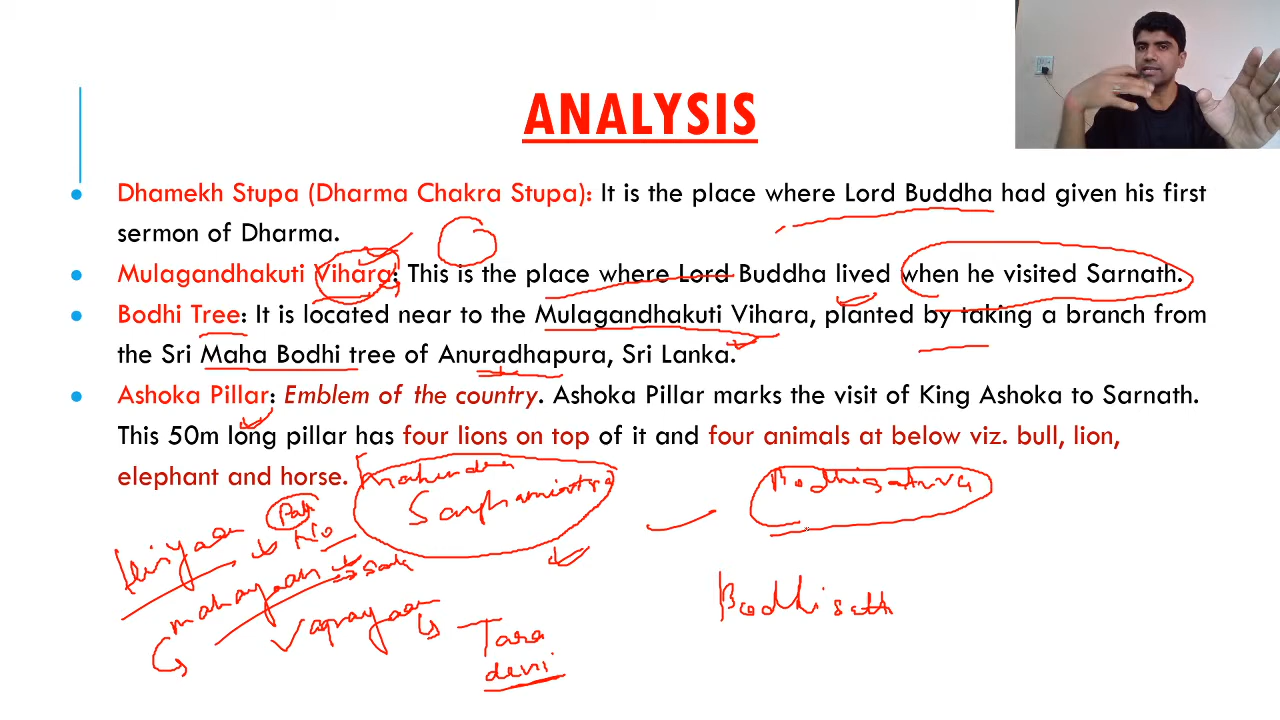 ANALYSIS
Dhamekh Stupa (Dharma Chakra Stupa): It is the place where Lord Buddha had given his first
sermon of Dharma.
Mulagandhakuti Vihara: This is the place where Lord Buddha lived when he visited Sarnath.
Bodhi Tree: It is located near to the Mulagandhakuti Vihara, planted by taking a branch from
the Sri Maha Bodhi tree of Anuradhapura, Sri Lanka.
Ashoka Pillar: Emblem of the country. Ashoka Pillar marks the visit of King Ashoka to Sarnath.
This 50m long pillar has four lions on top of it and four animals at below viz. bull, lion,
elephant and horse.
Mahendra
Bodhisatva
No
Tara
devi
Bodhisath